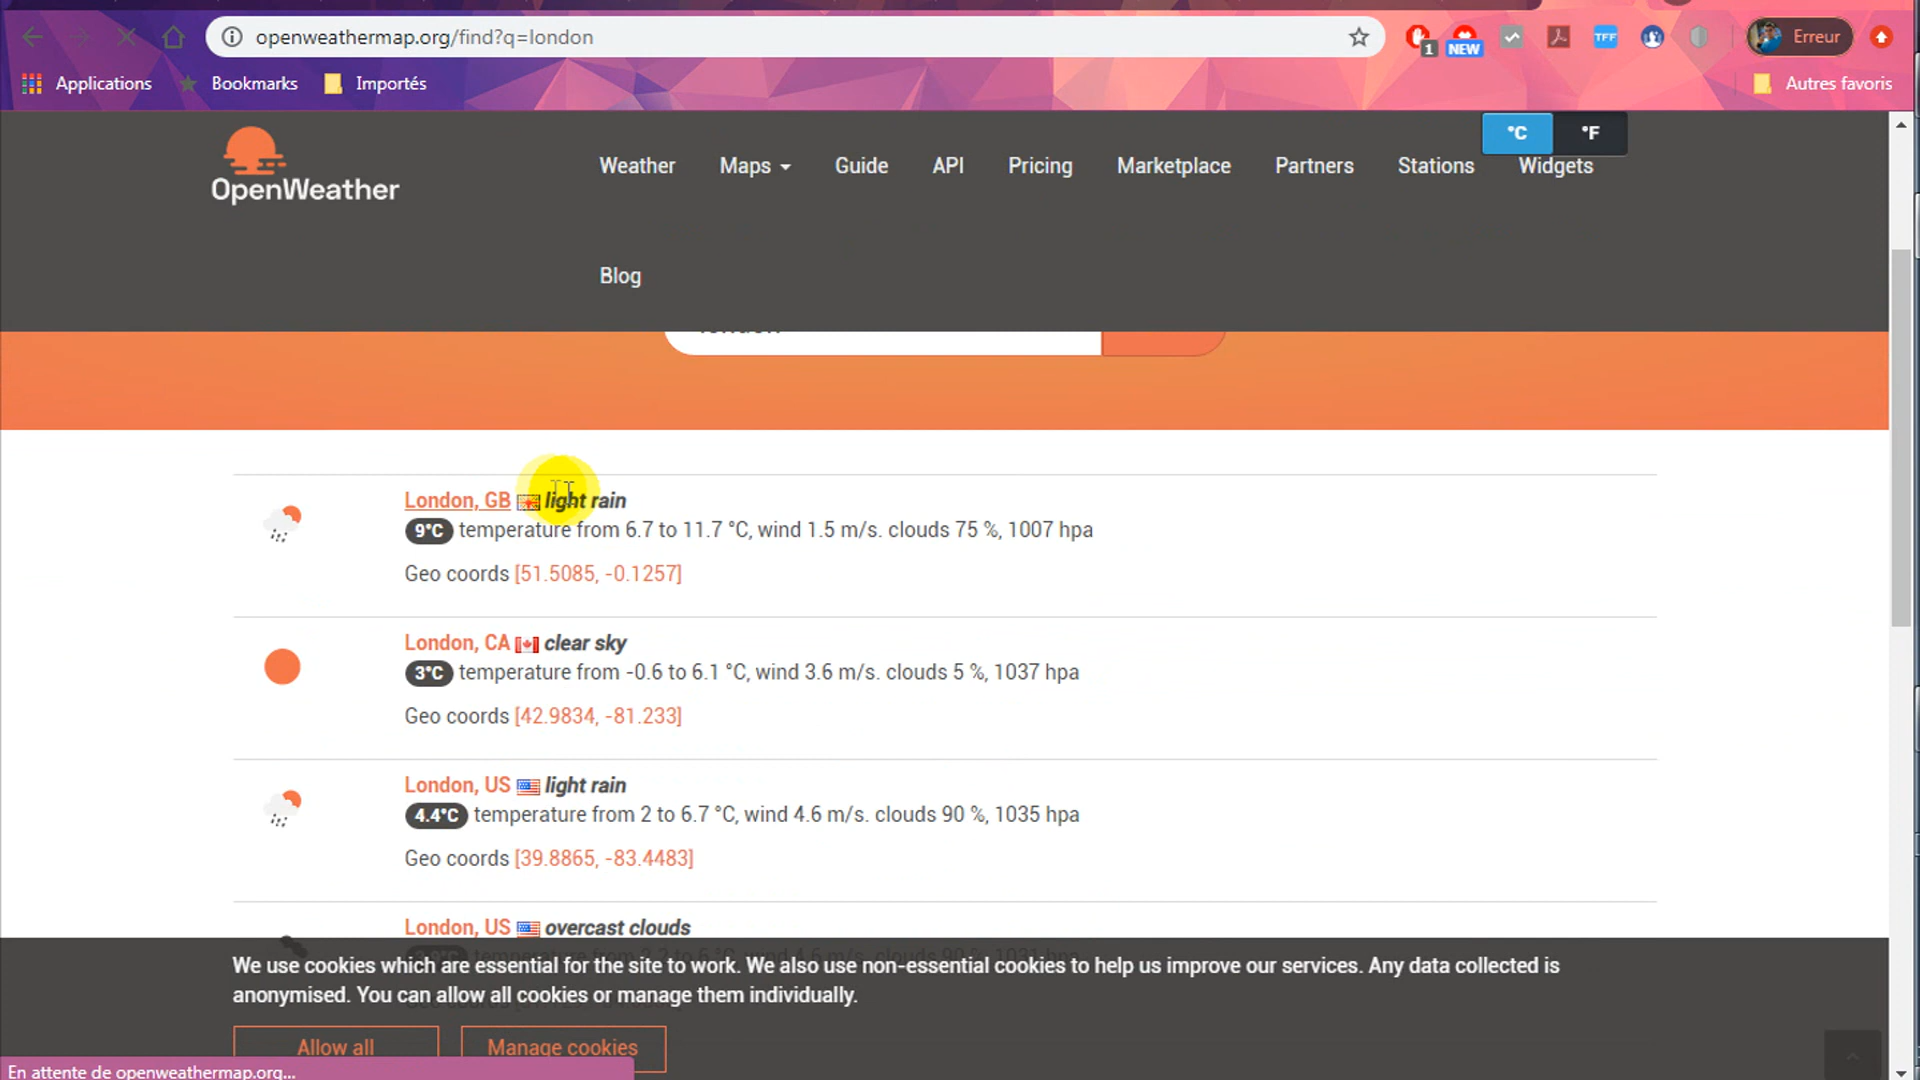 openweathermap.org/find?q=london
1
NEW
TFF
Erreur
Applications
Bookmarks
Importés
Autres favoris
°C
°F
OpenWeather
Weather
Maps
Guide
API
Pricing
Marketplace
Partners
Stations
Widgets
Blog
london
London, GB light rain
9°C temperature from 6.7 to 11.7 °C, wind 1.5 m/s. clouds 75 %, 1007 hpa
Geo coords [51.5085, -0.1257]
London, CA clear sky
3°C temperature from -0.6 to 6.1 °C, wind 3.6 m/s. clouds 5 %, 1037 hpa
Geo coords [42.9834, -81.233]
London, US light rain
4.4°C temperature from 2 to 6.7 °C, wind 4.6 m/s. clouds 90 %, 1035 hpa
Geo coords [39.8865, -83.4483]
London, US overcast clouds
We use cookies which are essential for the site to work. We also use non-essential cookies to help us improve our services. Any data collected is
anonymised. You can allow all cookies or manage them individually.
Allow all
Manage cookies
En attente de openweathermap.org...